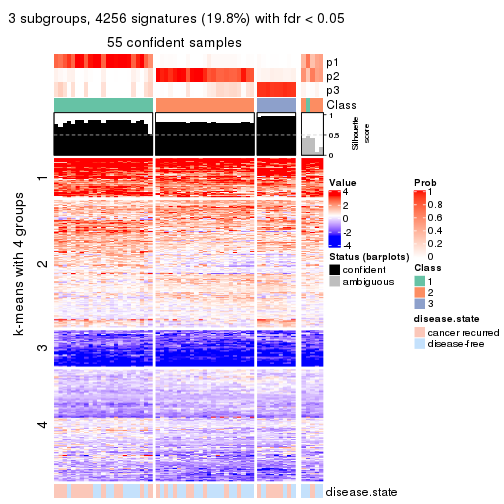 3 subgroups, 4256 signatures (19.8%) with fdr < 0.05
55 confident samples
p1
p2
p3
Class
1
0.5
0
Silhouette
score
k-means with 4 groups
1
2
3
4
Value
4
2
0
-2
-4
Status (barplots)
confident
ambiguous
Prob
1
0.8
0.6
0.4
0.2
0
Class
1
2
3
disease.state
cancer recurred
disease-free
disease.state